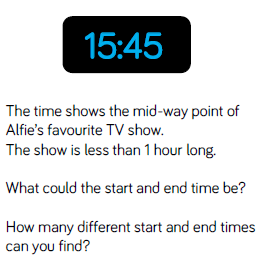 15:45
The time shows the mid-way point of
Alfie's favourite TV show.
The show is less than 1 hour long.
What could the start and end time be?
How many different start and end times
can you find?